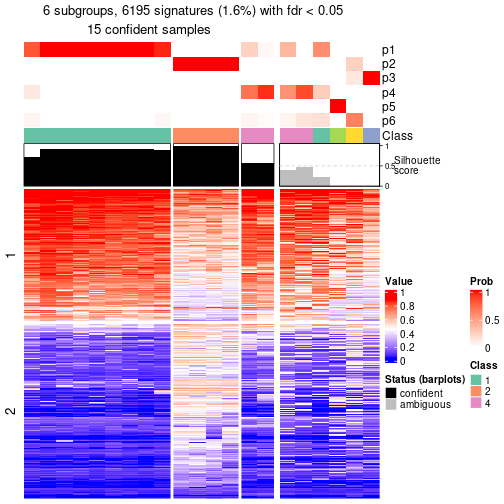 6 subgroups, 6195 signatures (1.6%) with fdr < 0.05
15 confident samples
p1
p2
p3
p4
p5
p6
Class
1
0.5
0
Silhouette
score
1
2
Value
1
0.8
0.6
0.4
0.2
0
Prob
1
0.5
0
Status (barplots)
confident
ambiguous
Class
1
2
4